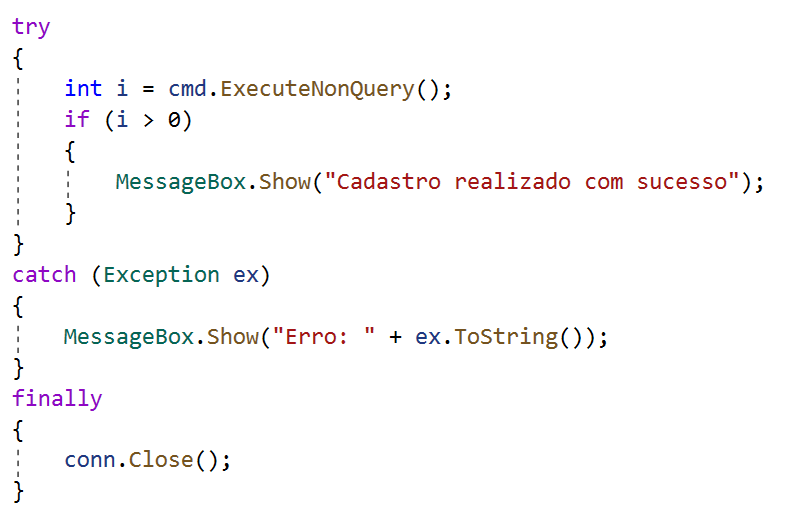 try
{
    int i = cmd.ExecuteNonQuery();
    if (i > 0)
    {
        MessageBox.Show("Cadastro realizado com sucesso");
    }
}
catch (Exception ex)
{
    MessageBox.Show("Erro: " + ex.ToString());
}
finally
{
    conn.Close();
}